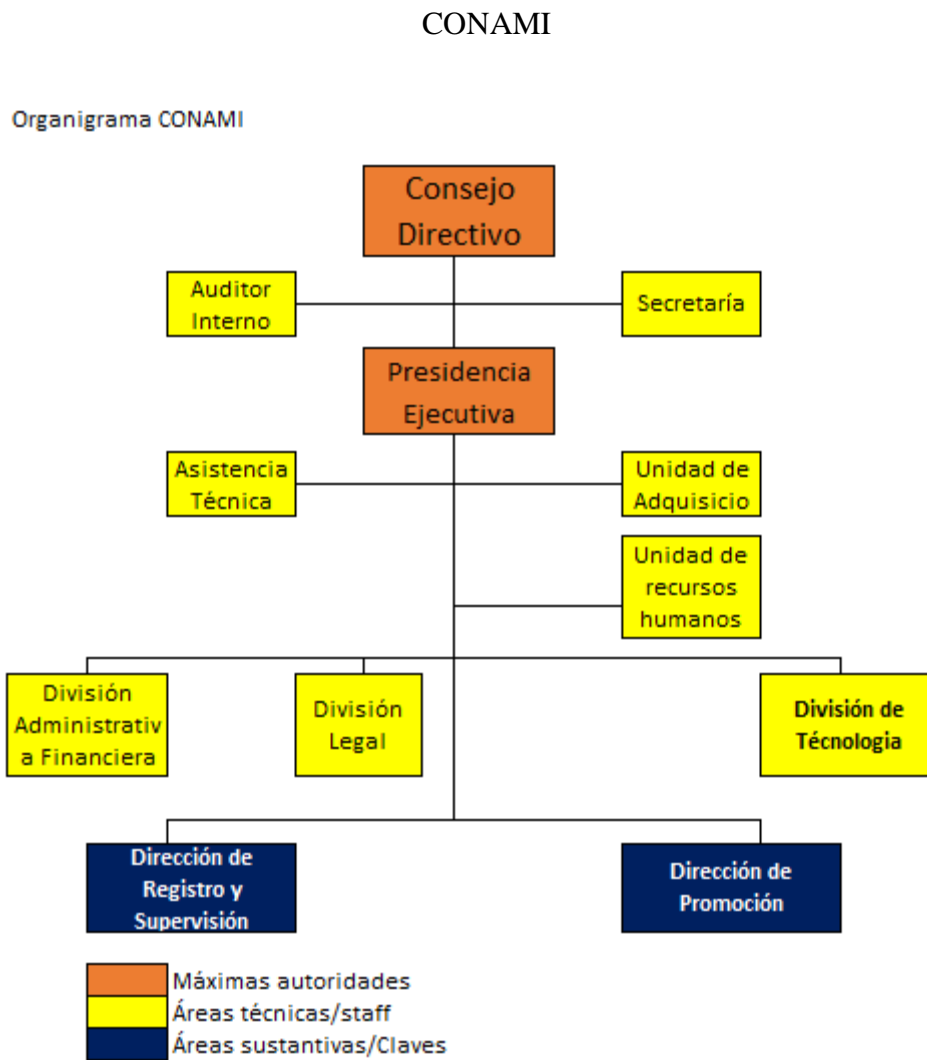 CONAMI
Organigrama CONAMI
Consejo
Directivo
Auditor
Interno
Secretaría
Presidencia
Ejecutiva
Asistencia
Técnica
Unidad de
Adquisicio
Unidad de
recursos
humanos
División
Administrativ
a Financiera
División
Legal
División de
Técnologia
Dirección de
Registro y
Supervisión
Dirección de
Promoción
Máximas autoridades
Áreas técnicas/staff
Áreas sustantivas/Claves